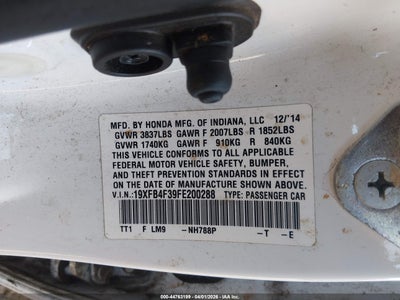 MFD. BY HONDA MFG. OF INDIANA, LLC 12/'14
GVWR 3837LBS GAWR F 2007LBS R 1852LBS
GVWR 1740KG GAWR F 910KG R 840KG
THIS VEHICLE CONFORMS TO ALL APPLICABLE
FEDERAL MOTOR VEHICLE SAFETY, BUMPER,
AND THEFT PREVENTION STANDARDS IN EFFECT
ON THE DATE OF MANUFACTURE SHOWN ABOVE.
V.I.N.: 19XFB4F39FE200288 TYPE: PASSENGER CAR
TT1 F LM9 -NH788P -T -E
000-44763199 - 04/01/2026 - IAAI.COM